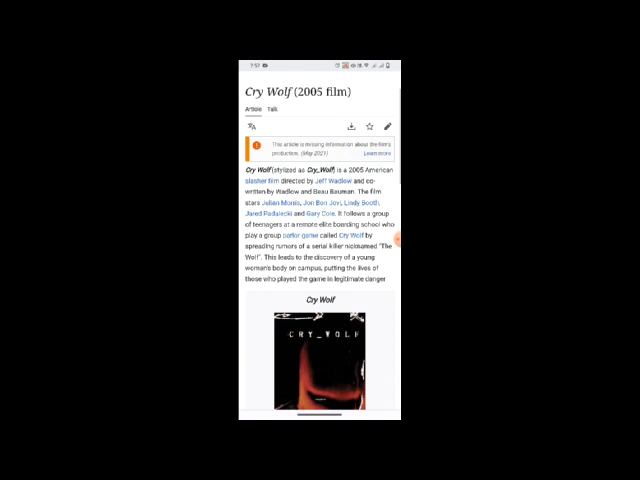 7:57
Cry Wolf (2005 film)
Article Talk
This article is missing information about the film's
production. (May 2021) Learn more
Cry Wolf (stylized as Cry_Wolf) is a 2005 American
slasher film directed by Jeff Wadlow and co-
written by Wadlow and Beau Bauman. The film
stars Julian Morris, Jon Bon Jovi, Lindy Booth,
Jared Padalecki and Gary Cole. It follows a group
of teenagers at a remote elite boarding school who
play a group parlor game called Cry Wolf by
spreading rumors of a serial killer nicknamed "The
Wolf". This leads to the discovery of a young
woman's body on campus, putting the lives of
those who played the game in legitimate danger
Cry Wolf
CRY_WOLF